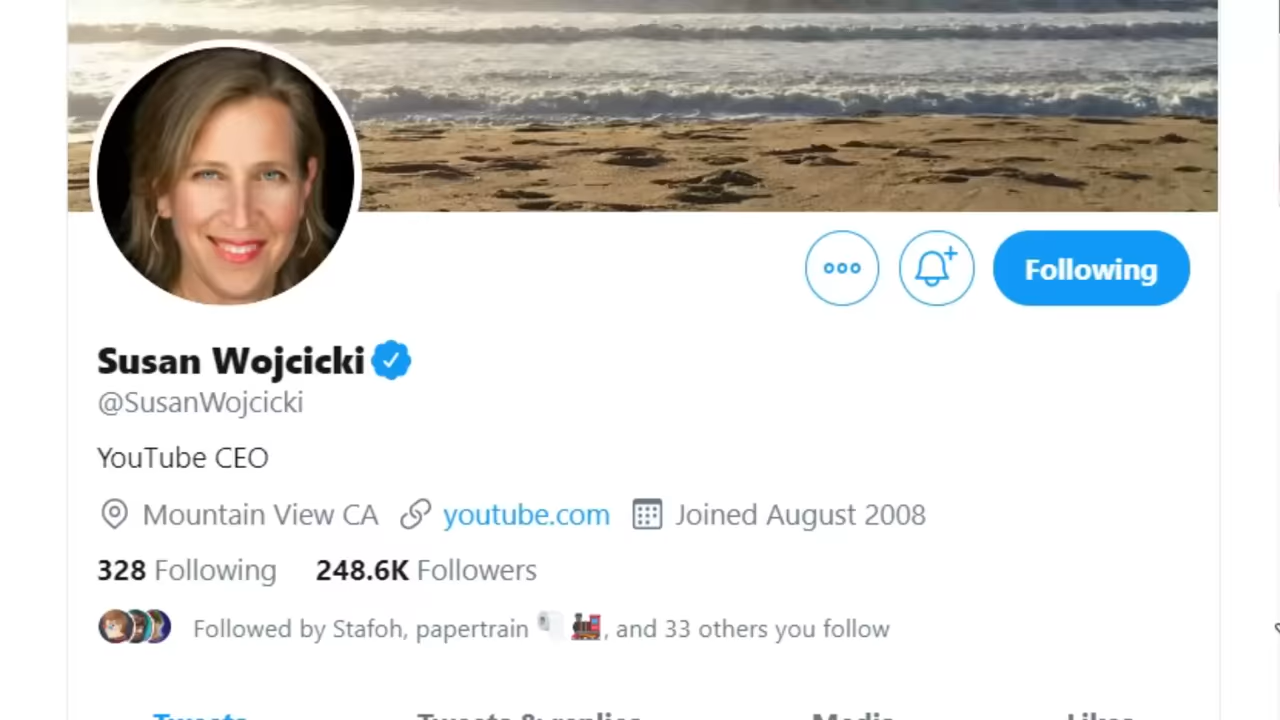 Following
Susan Wojcicki
@SusanWojcicki
YouTube CEO
Mountain View CA youtube.com Joined August 2008
328 Following 248.6K Followers
Followed by Stafoh, papertrain 🧻🚂, and 33 others you follow
Tweets Tweets & replies Media Likes